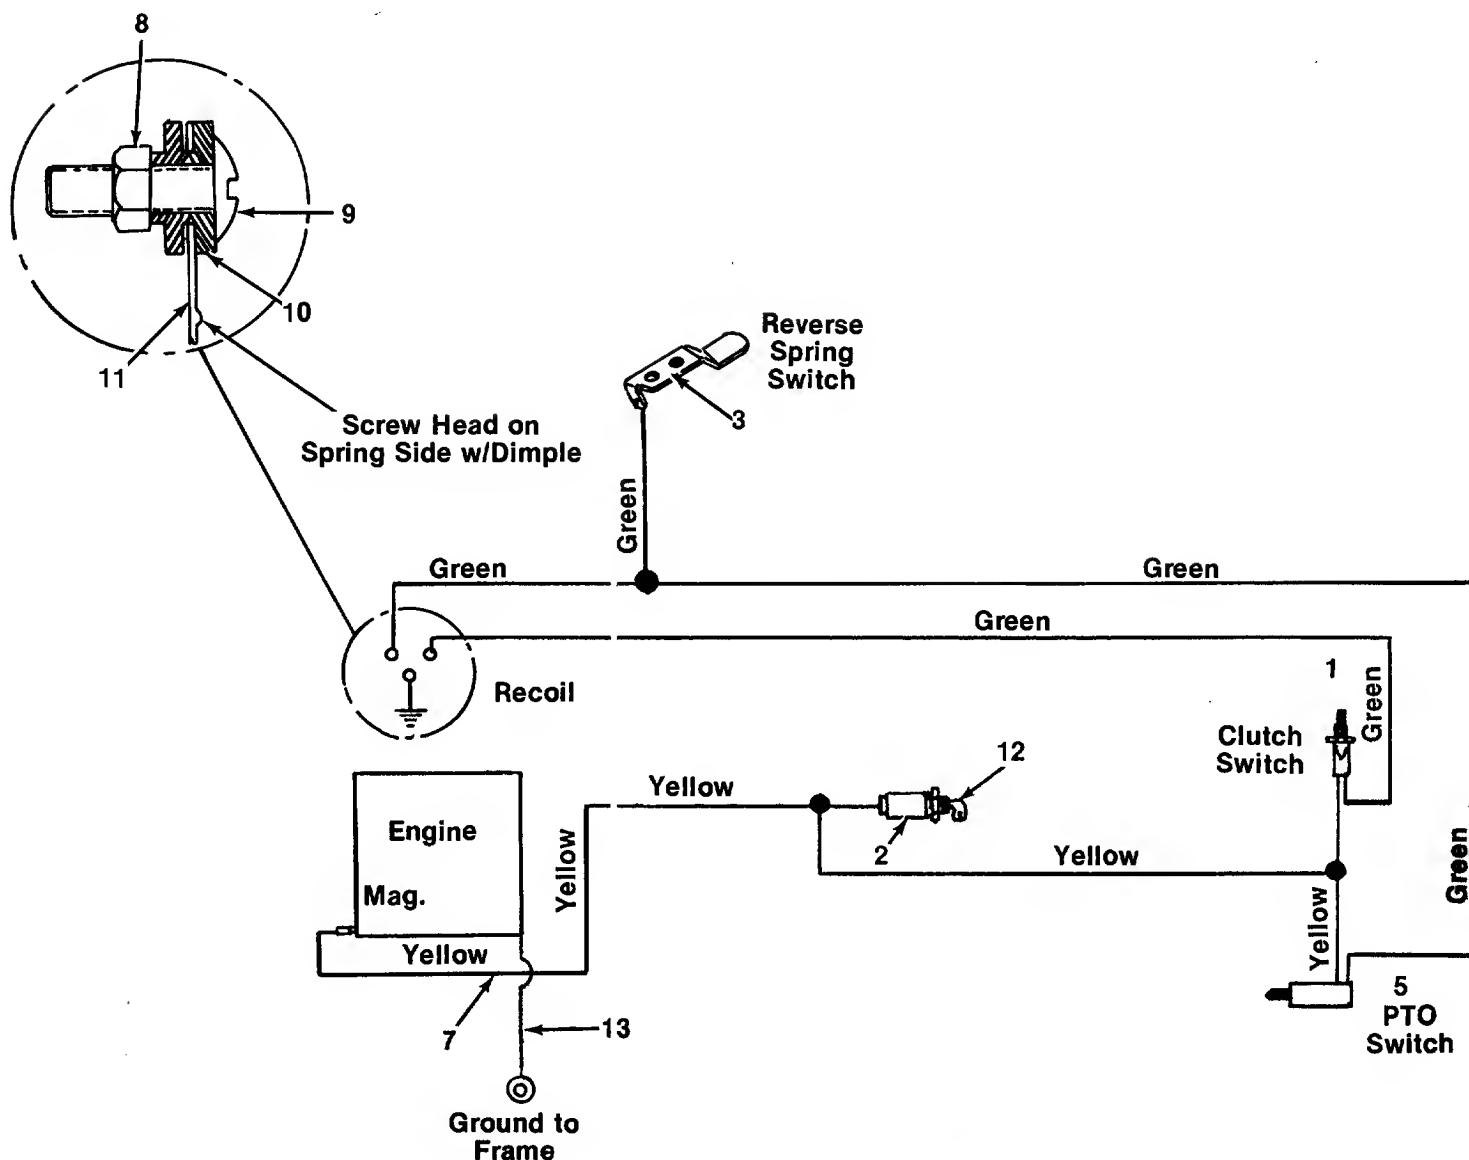 8
9
10
11
Screw Head on
Spring Side w/Dimple
Reverse
Spring
Switch
3
Green
Green
Green
Green
Recoil
1
Green
Clutch
Switch
12
Yellow
2
Engine
Yellow
Yellow
Green
Mag.
Yellow
Yellow
5
PTO
Switch
7
13
Ground to
Frame